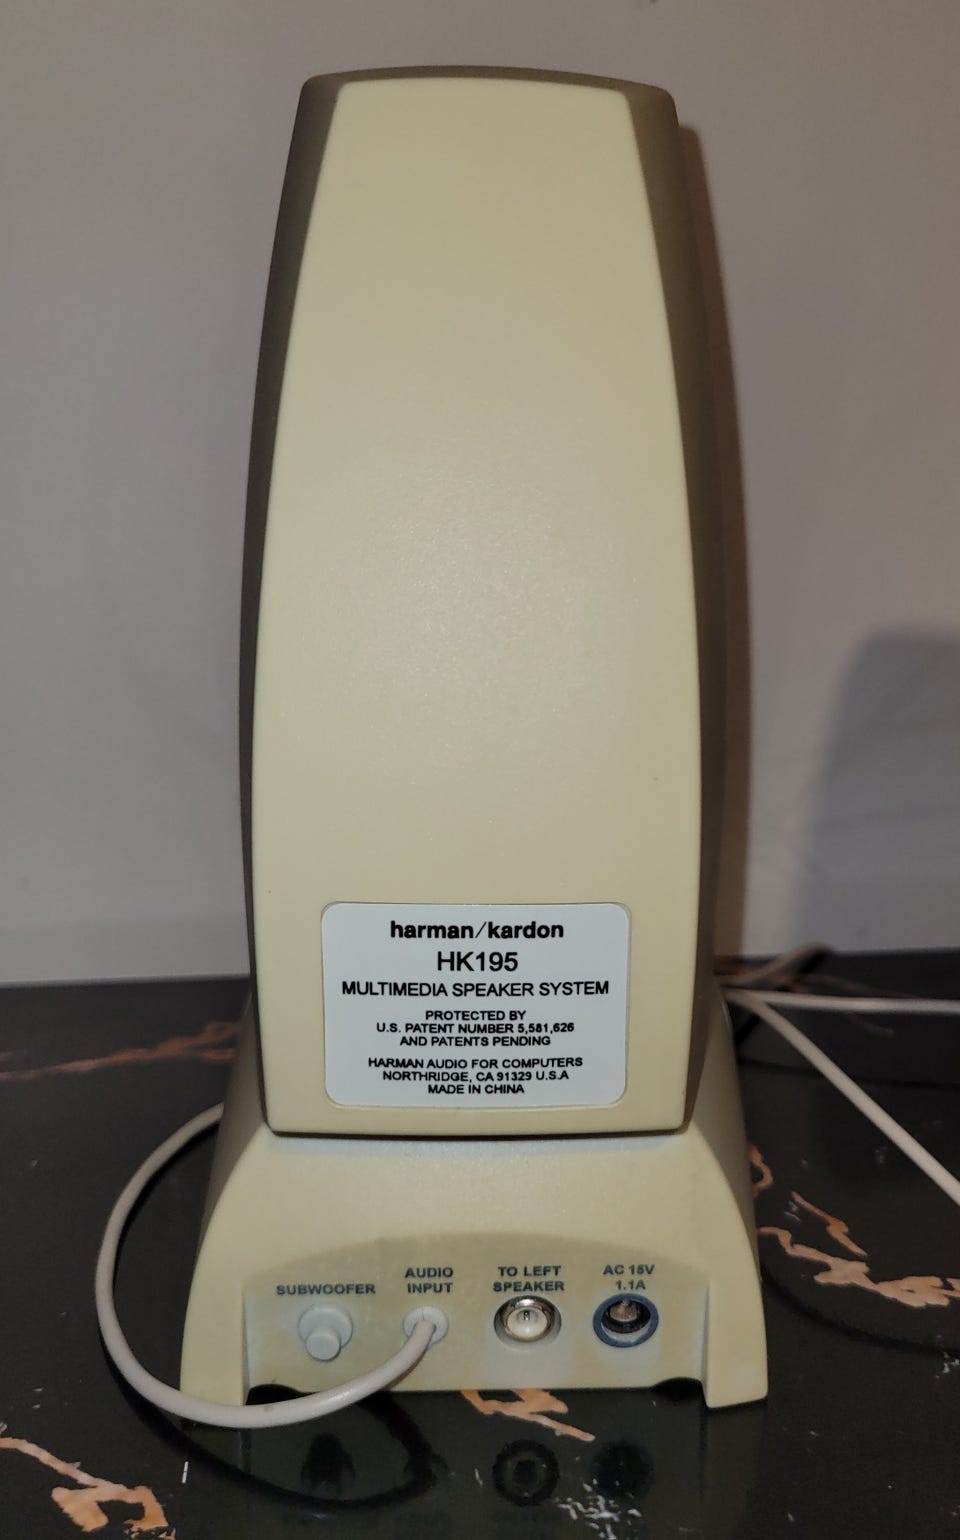 harman/kardon
HK195
MULTIMEDIA SPEAKER SYSTEM
PROTECTED BY
U.S. PATENT NUMBER 5,581,626
AND PATENTS PENDING
HARMAN AUDIO FOR COMPUTERS
NORTHRIDGE, CA 91329 U.S.A
MADE IN CHINA
SUBWOOFER
AUDIO
INPUT
TO LEFT
SPEAKER
AC 15V
1.1A